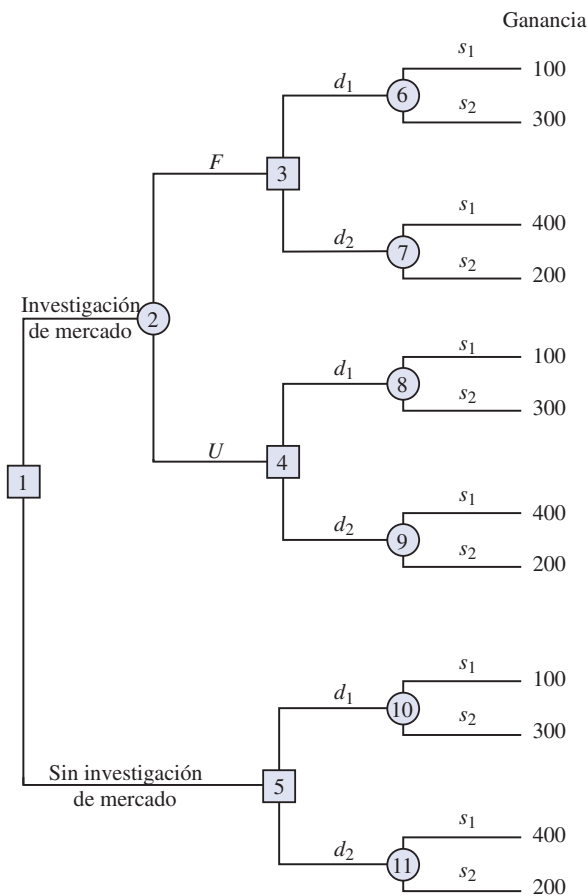 Ganancia
s1
100
d1
6
s2
300
F
3
s1
400
d2
7
s2
200
Investigación
de mercado
2
s1
100
d1
8
s2
300
U
4
1
s1
400
d2
9
s2
200
s1
100
d1
10
s2
300
Sin investigación
de mercado
5
s1
400
d2
11
s2
200